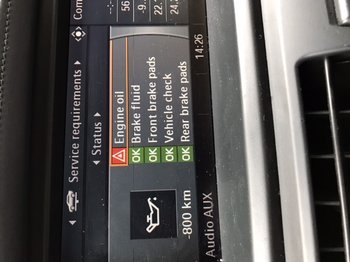 Service requirements
Status
Engine oil
OK Brake fluid
OK Front brake pads
OK Vehicle check
OK Rear brake pads
-800 km
14:26
Audio AUX